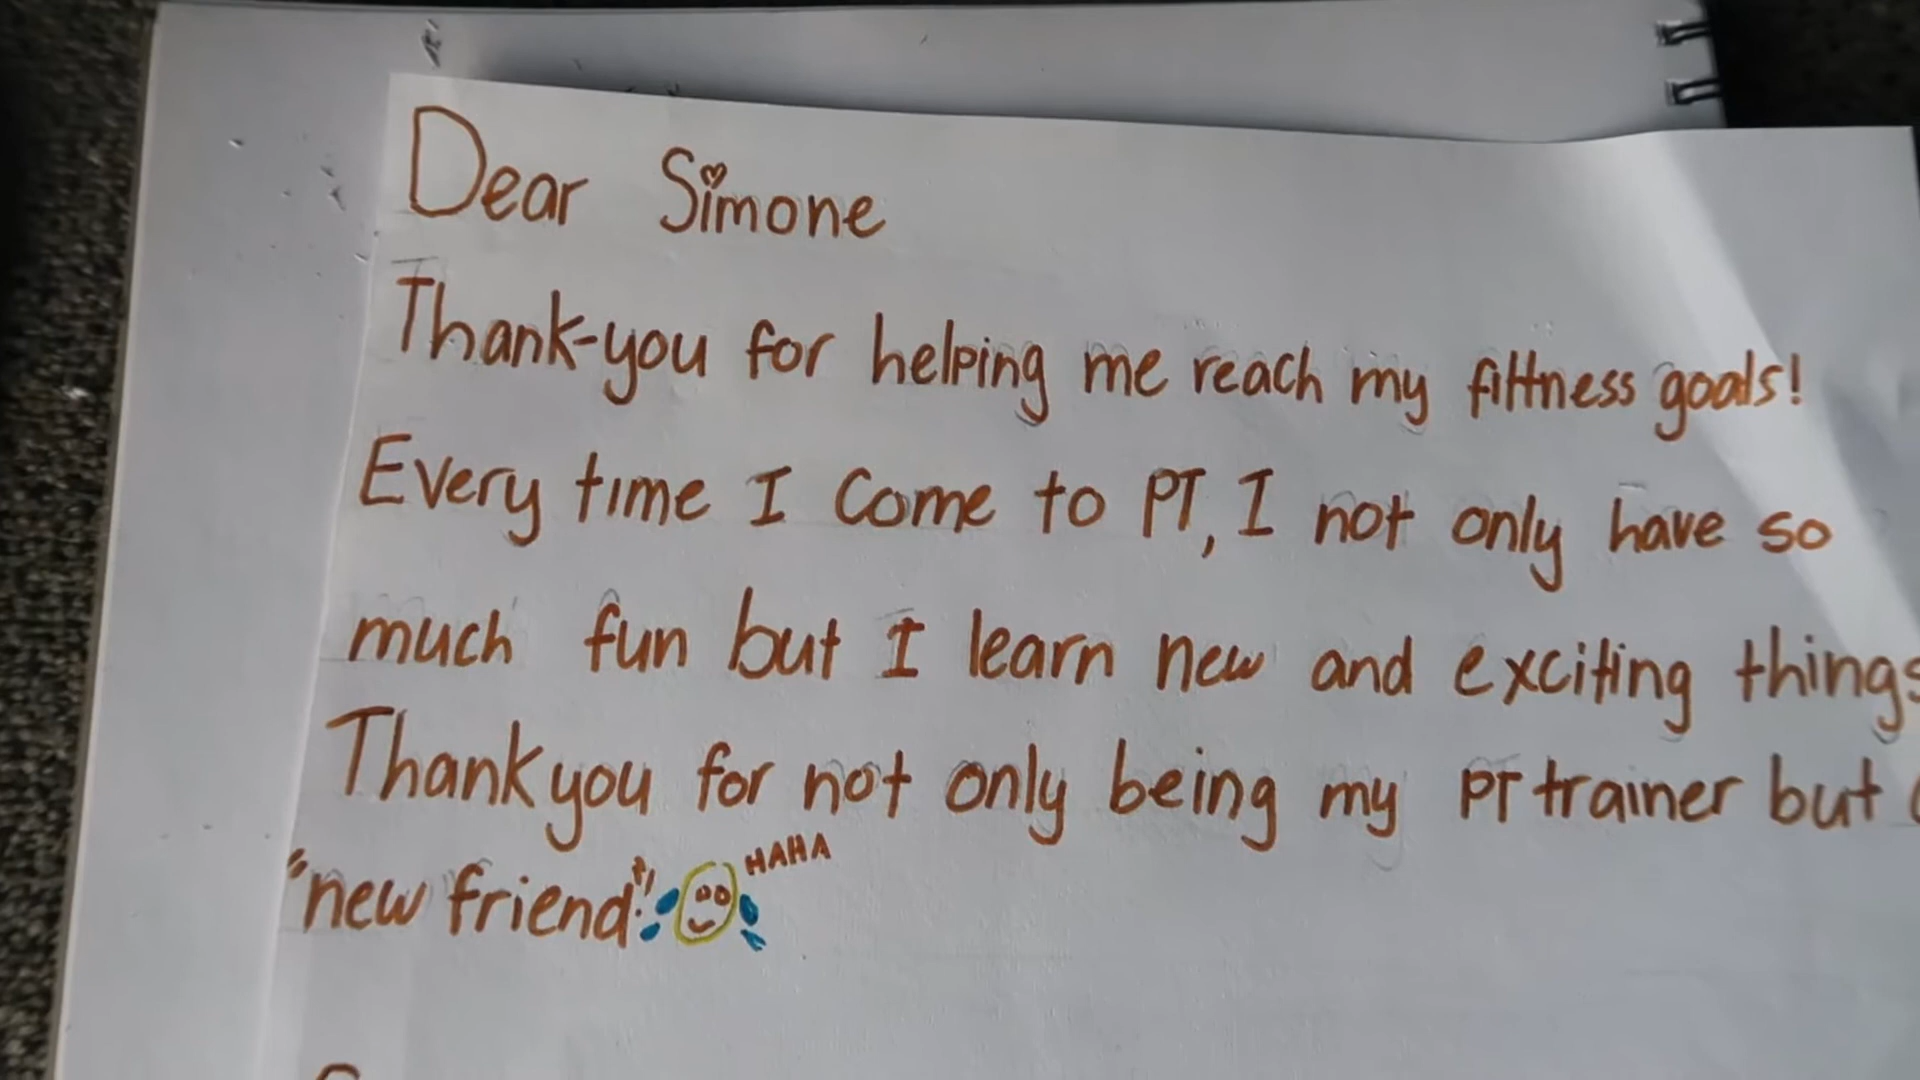 Dear Simone
Thank-you for helping me reach my fittness goals!
Every time I come to PT, I not only have so
much fun but I learn new and exciting things
Thankyou for not only being my PT trainer but
"new friend"!
HAHA